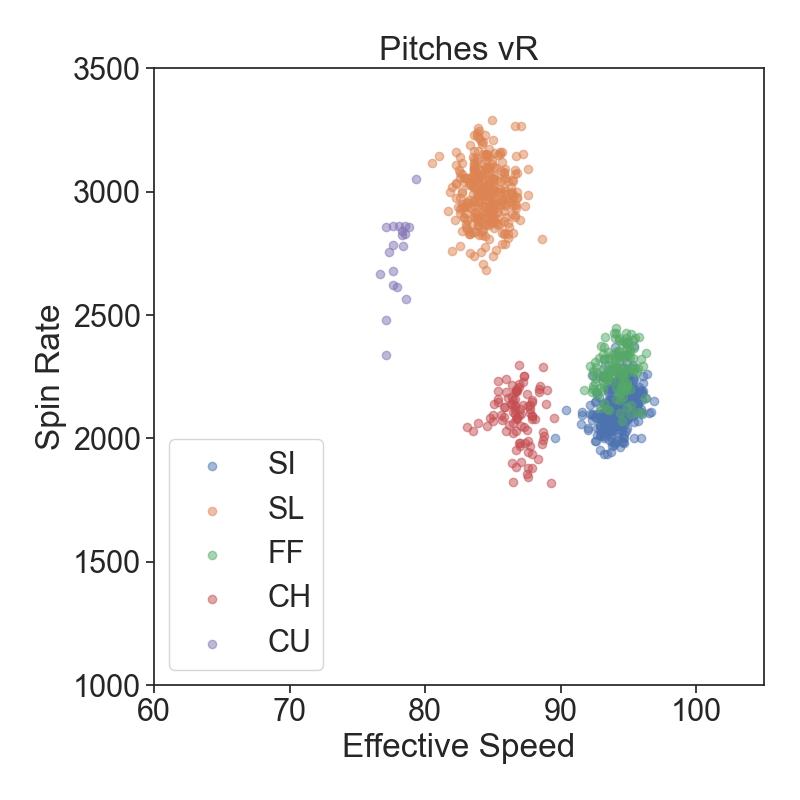 Pitches vR
3500
3000
2500
2000
1500
1000
Spin Rate
SI
SL
FF
CH
CU
60 70 80 90 100
Effective Speed